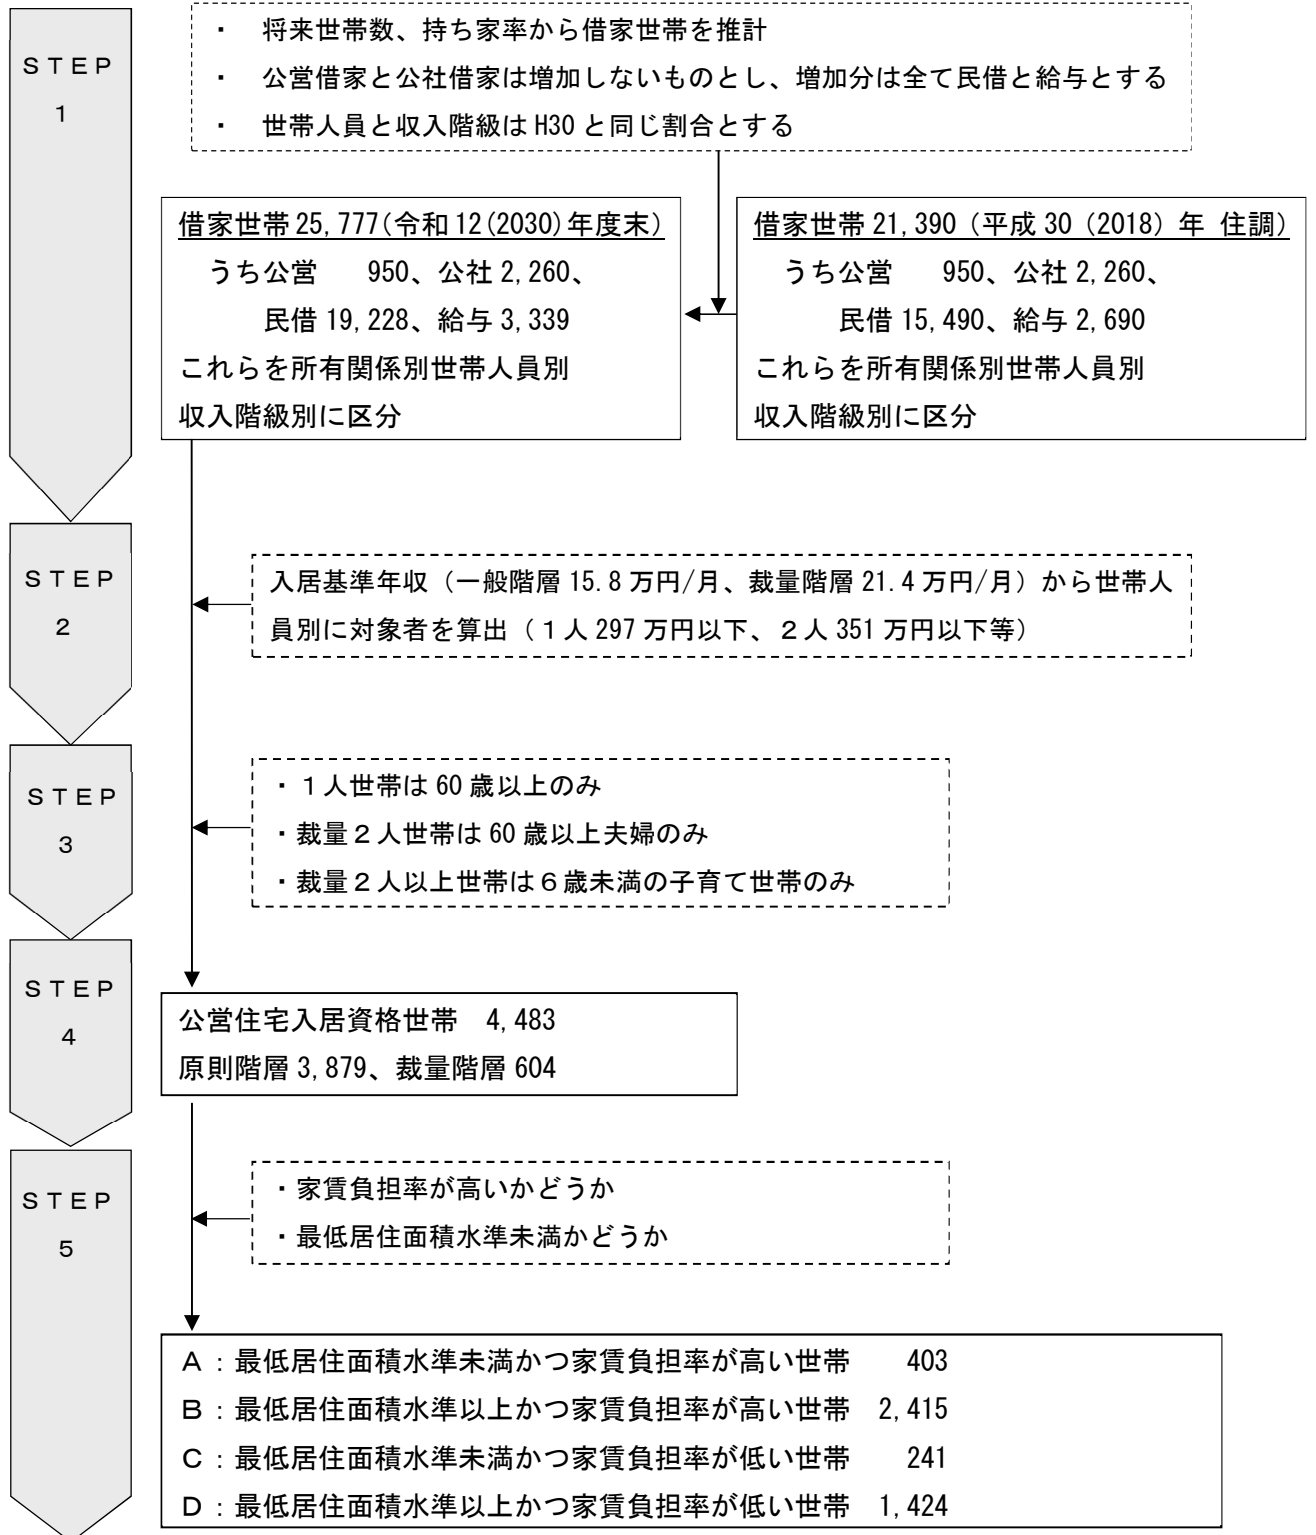 ＳＴＥＰ
１
・ 将来世帯数、持ち家率から借家世帯を推計
・ 公営借家と公社借家は増加しないものとし、増加分は全て民借と給与とする
・ 世帯人員と収入階級は H30 と同じ割合とする
借家世帯 25,777(令和 12(2030)年度末)
うち公営 950、公社 2,260、
民借 19,228、給与 3,339
これらを所有関係別世帯人員別
収入階級別に区分
借家世帯 21,390（平成 30（2018）年 住調）
うち公営 950、公社 2,260、
民借 15,490、給与 2,690
これらを所有関係別世帯人員別
収入階級別に区分
ＳＴＥＰ
２
入居基準年収（一般階層 15.8 万円/月、裁量階層 21.4 万円/月）から世帯人
員別に対象者を算出（１人 297 万円以下、２人 351 万円以下等）
ＳＴＥＰ
３
・１人世帯は 60 歳以上のみ
・裁量２人世帯は 60 歳以上夫婦のみ
・裁量２人以上世帯は６歳未満の子育て世帯のみ
ＳＴＥＰ
４
公営住宅入居資格世帯 4,483
原則階層 3,879、裁量階層 604
ＳＴＥＰ
５
・家賃負担率が高いかどうか
・最低居住面積水準未満かどうか
Ａ：最低居住面積水準未満かつ家賃負担率が高い世帯 403
Ｂ：最低居住面積水準以上かつ家賃負担率が高い世帯 2,415
Ｃ：最低居住面積水準未満かつ家賃負担率が低い世帯 241
Ｄ：最低居住面積水準以上かつ家賃負担率が低い世帯 1,424